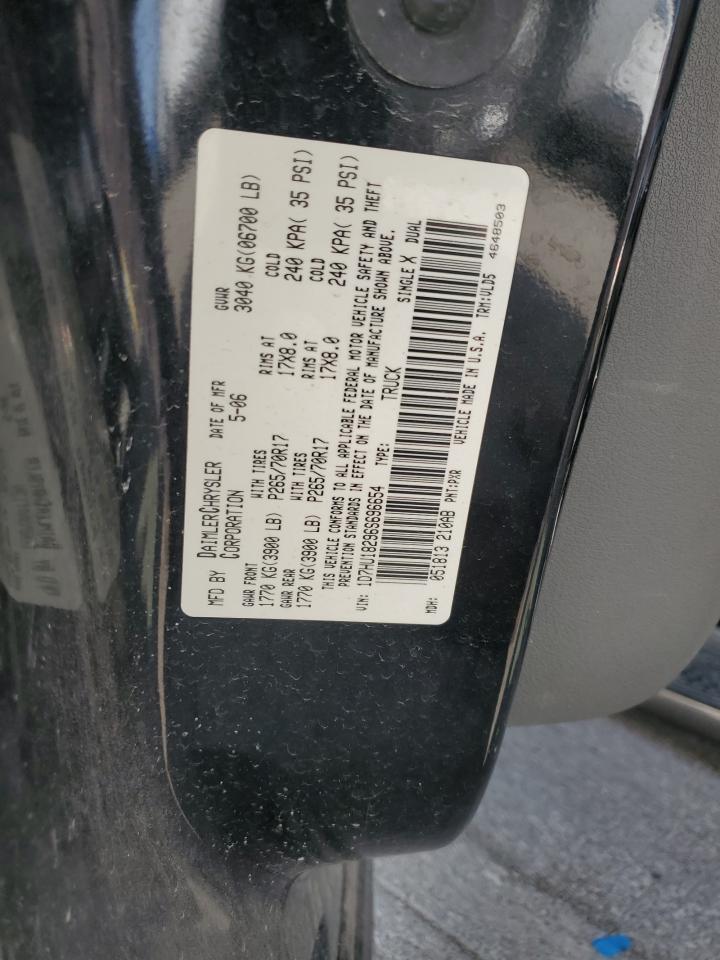 MFD BY DAIMLERCHRYSLER CORPORATION DATE OF MFR 5-06 GVWR 3040 KG(06700 LB)
GAWR FRONT WITH TIRES RIMS AT COLD
1770 KG(3900 LB) P265/70R17 17X8.0 240 KPA( 35 PSI)
GAWR REAR WITH TIRES RIMS AT COLD
1770 KG(3900 LB) P265/70R17 17X8.0 240 KPA( 35 PSI)
THIS VEHICLE CONFORMS TO ALL APPLICABLE FEDERAL MOTOR VEHICLE SAFETY AND THEFT
PREVENTION STANDARDS IN EFFECT ON THE DATE OF MANUFACTURE SHOWN ABOVE.
VIN: 1D7HU18296S696654 TYPE: TRUCK SINGLE X DUAL
MDH: 051813 210AB PNT:PXR VEHICLE MADE IN U.S.A. TRM:VLD5 4648503